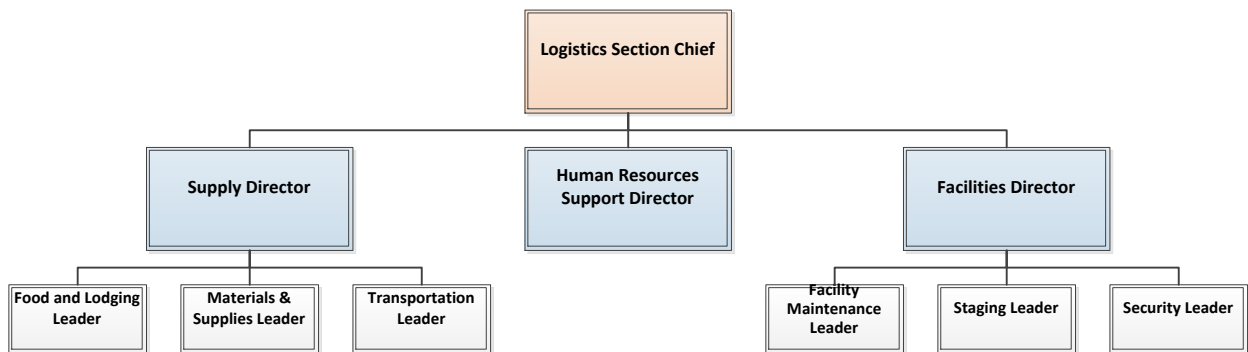 Logistics Section Chief
Supply Director
Human Resources
Support Director
Facilities Director
Food and Lodging
Leader
Materials &
Supplies Leader
Transportation
Leader
Facility
Maintenance
Leader
Staging Leader
Security Leader